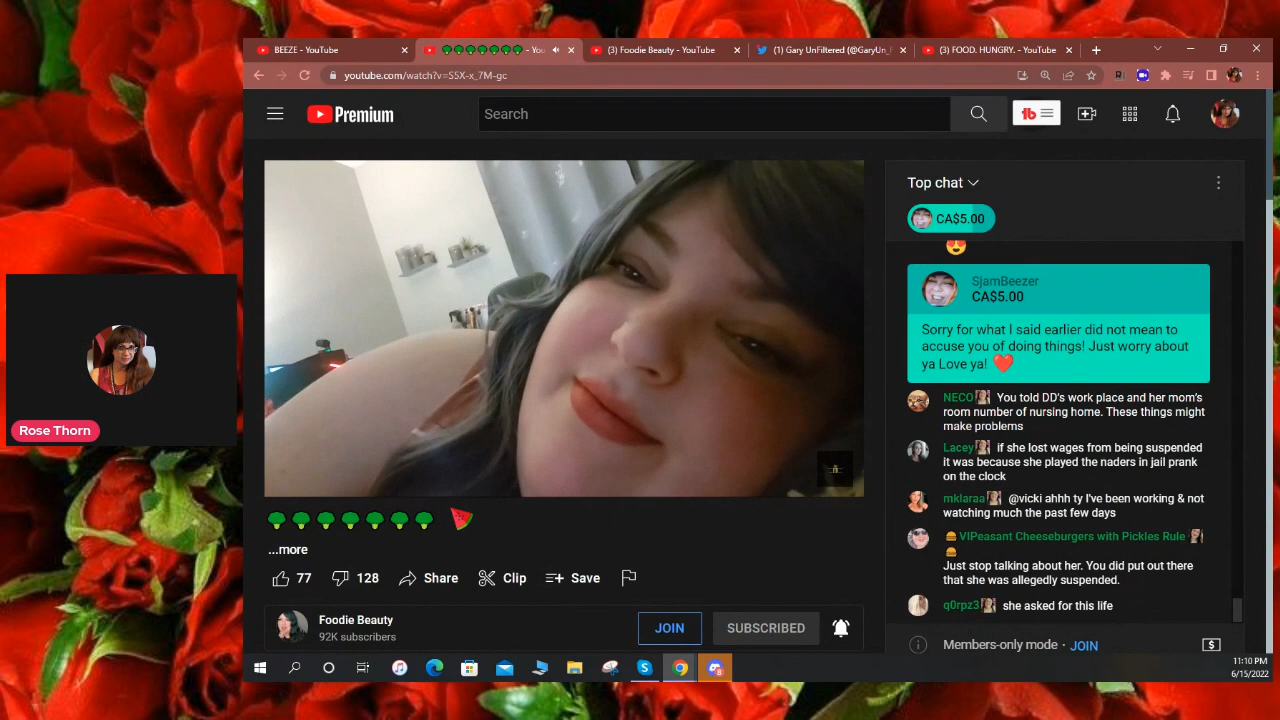 BEEZE - YouTube
🥦🥦🥦🥦🥦🥦🥦 - You
(3) Foodie Beauty - YouTube
(1) Gary UnFiltered (@GaryUn_F
(3) FOOD. HUNGRY. - YouTube
youtube.com/watch?v=S5X-x_7M-gc
Premium
Search
tb
Top chat
CA$5.00
😍
SjamBeezer
CA$5.00
Sorry for what I said earlier did not mean to
accuse you of doing things! Just worry about
ya Love ya! ❤️
NECO You told DD's work place and her mom's
room number of nursing home. These things might
make problems
Lacey if she lost wages from being suspended
it was because she played the naders in jail prank
on the clock
mklaraa @vicki ahhh ty I've been working & not
watching much the past few days
🍔VIPeasant Cheeseburgers with Pickles Rule
🍔
Just stop talking about her. You did put out there
that she was allegedly suspended.
q0rpz3 she asked for this life
Members-only mode · JOIN
Rose Thorn
🥦🥦🥦🥦🥦🥦🥦 🍉
...more
77
128
Share
Clip
Save
Foodie Beauty
92K subscribers
JOIN
SUBSCRIBED
11:10 PM
6/15/2022